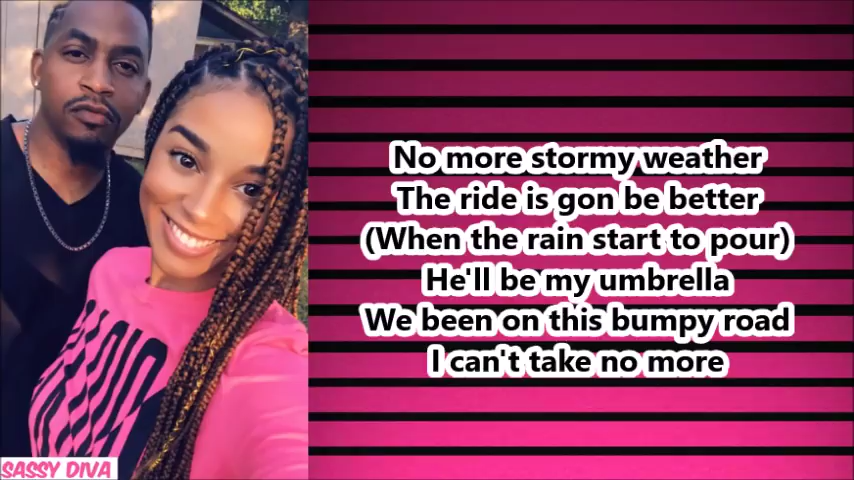 No more stormy weather
The ride is gon be better
(When the rain start to pour)
He'll be my umbrella
We been on this bumpy road
I can't take no more
SASSY DIVA